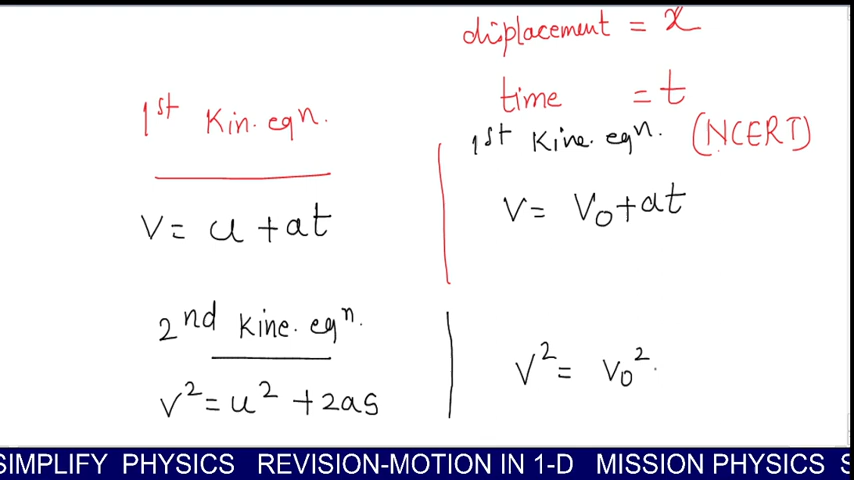 displacement = x
time = t
1st Kin. eqn.
1st Kine. eqn. (NCERT)
V = u + at
V = V₀ + at
2nd Kine. eqn.
V² = u² + 2as
V² = V₀²
SIMPLIFY PHYSICS REVISION-MOTION IN 1-D MISSION PHYSICS S